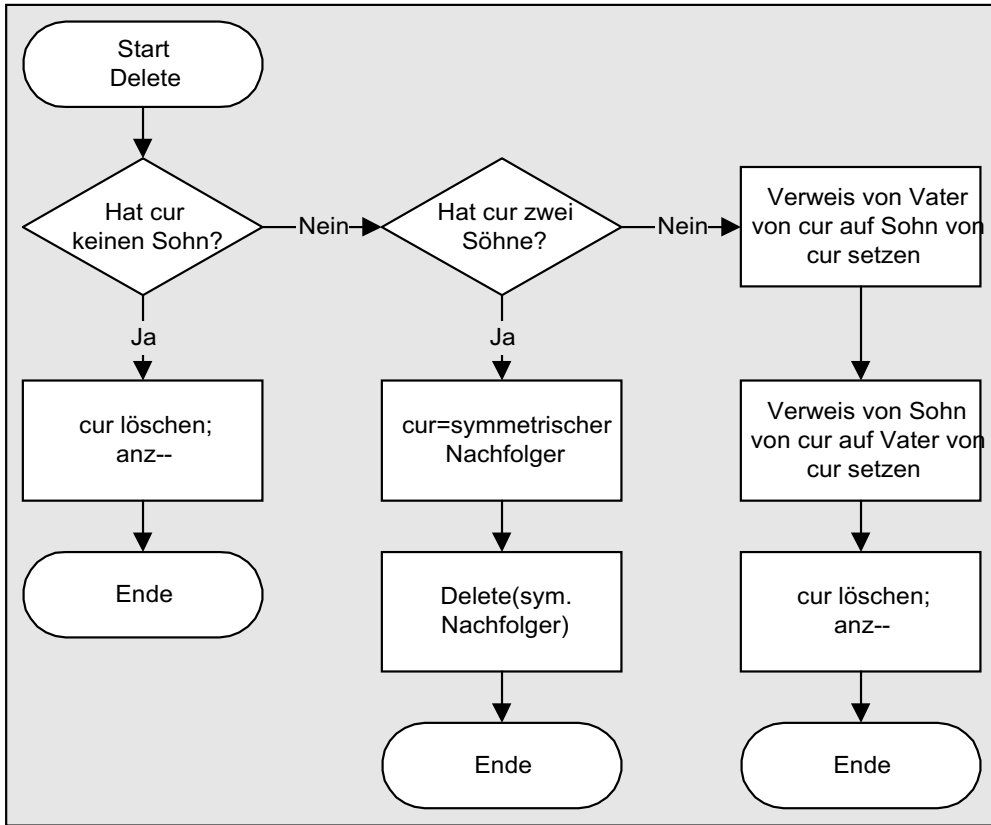 Start
Delete
Hat cur
keinen Sohn?
Nein
Hat cur zwei
Söhne?
Nein
Verweis von Vater
von cur auf Sohn von
cur setzen
Ja
Ja
cur löschen;
anz--
cur=symmetrischer
Nachfolger
Verweis von Sohn
von cur auf Vater von
cur setzen
Ende
Delete(sym.
Nachfolger)
cur löschen;
anz--
Ende
Ende